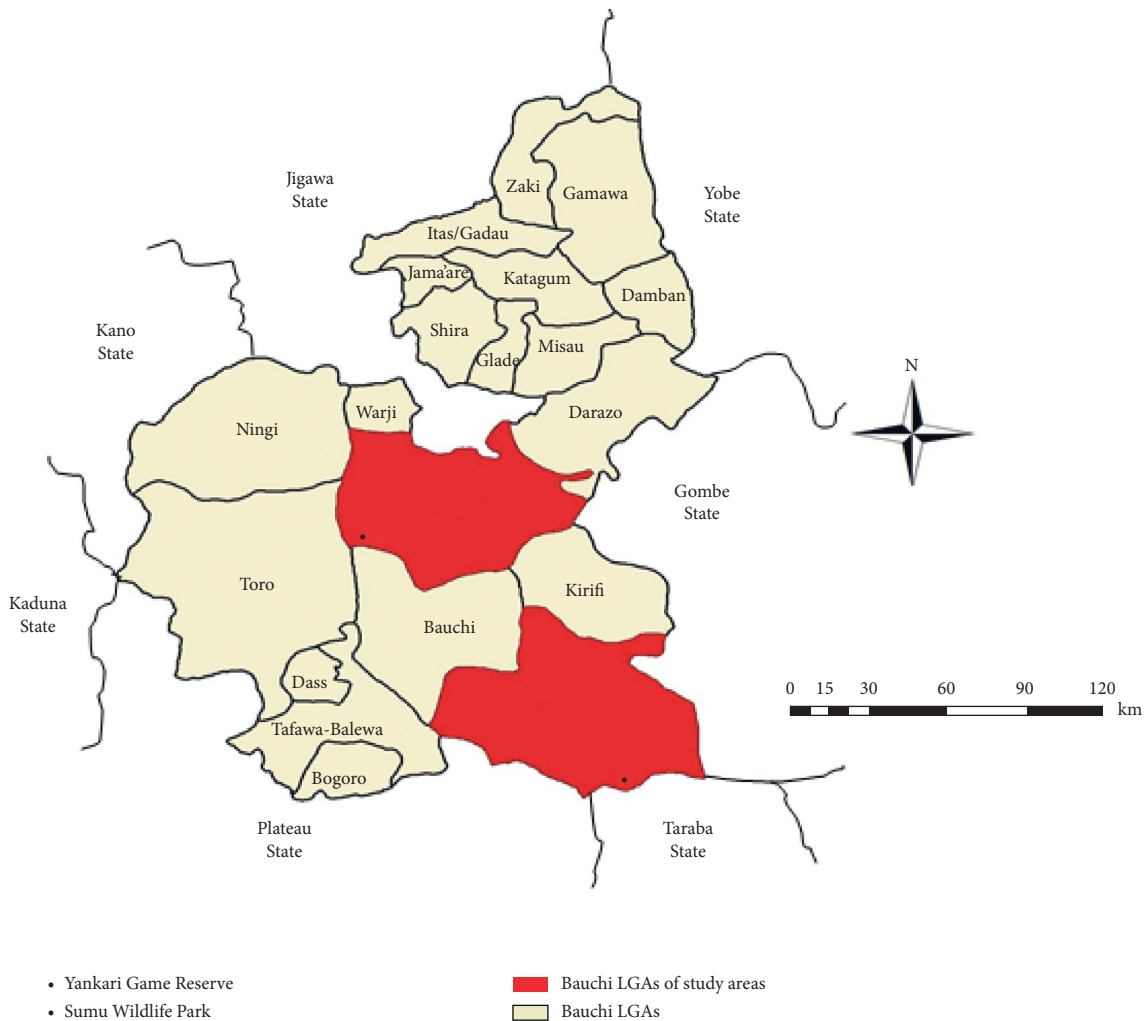 Jigawa
State
Zaki
Gamawa
Yobe
State
Itas/Gadau
Jama'are
Katagum
Damban
Kano
State
Shira
Glade
Misau
N
Warji
Darazo
Ningi
Gombe
State
Toro
Kirifi
Kaduna
State
Bauchi
Dass
0 15 30 60 90 120
km
Tafawa-Balewa
Bogoro
Plateau
State
Taraba
State
• Yankari Game Reserve
• Sumu Wildlife Park
Bauchi LGAs of study areas
Bauchi LGAs